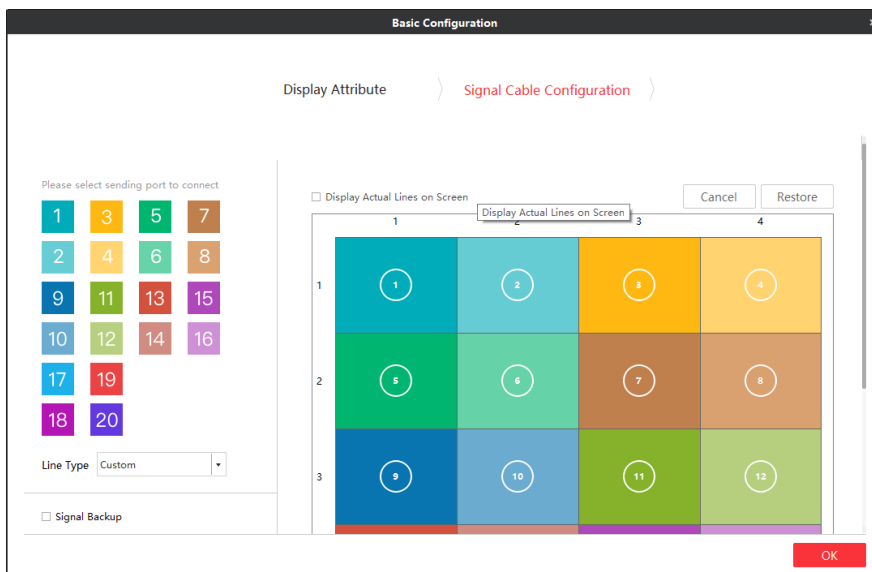 Basic Configuration
Display Attribute
Signal Cable Configuration
Please select sending port to connect
1 3 5 7
2 4 6 8
9 11 13 15
10 12 14 16
17 19
18 20
Line Type Custom
Signal Backup
Display Actual Lines on Screen
Cancel Restore
Display Actual Lines on Screen
1 2 3 4
1 1 2 3 4
2 5 6 7 8
3 9 10 11 12
OK